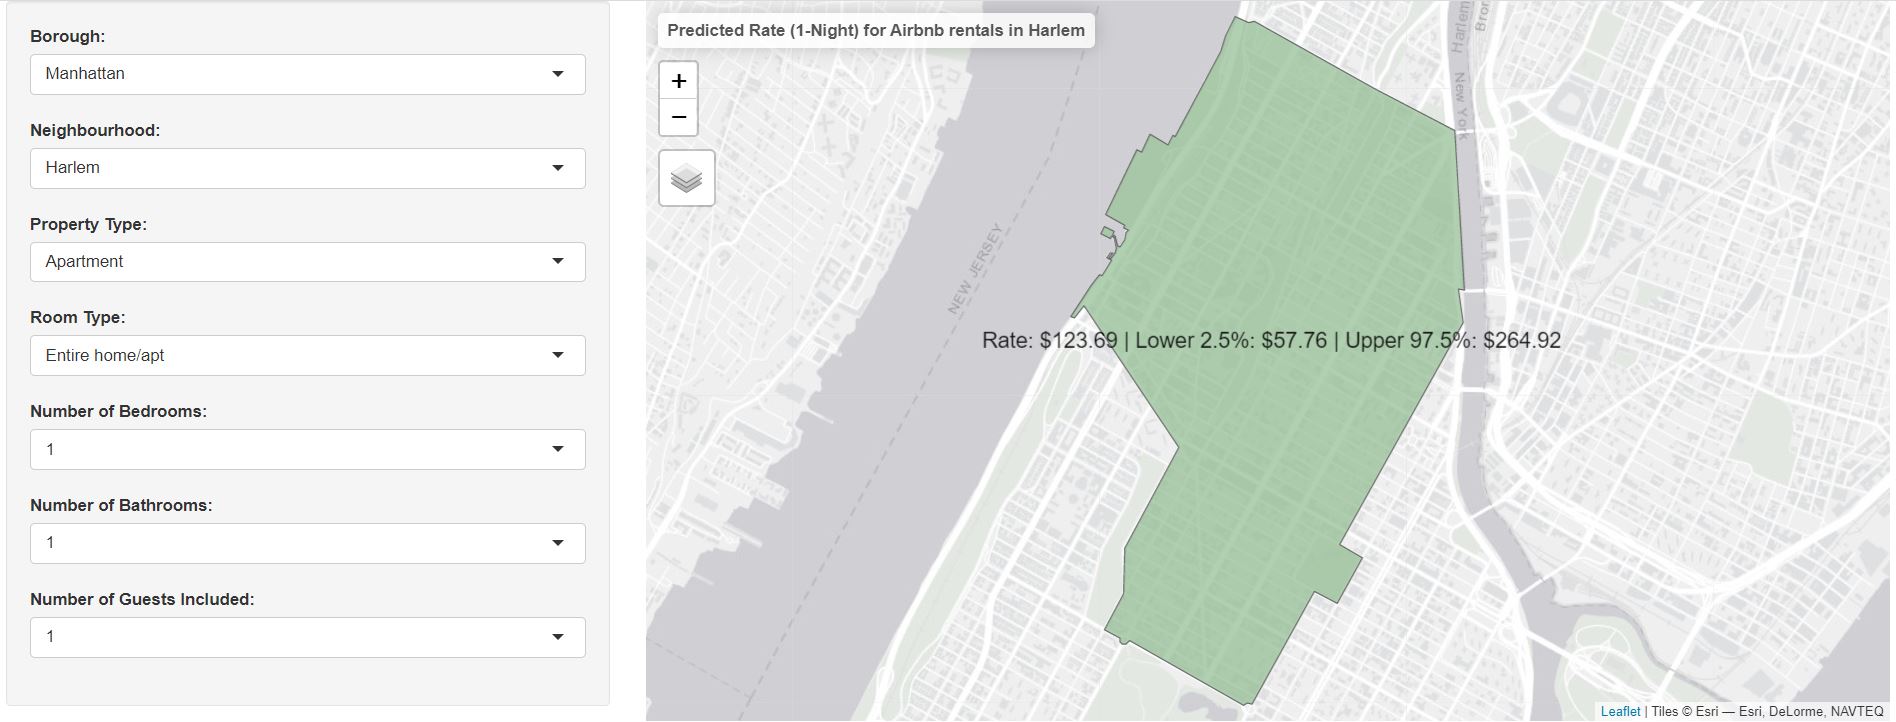 Borough:
Manhattan
Neighbourhood:
Harlem
Property Type:
Apartment
Room Type:
Entire home/apt
Number of Bedrooms:
1
Number of Bathrooms:
1
Number of Guests Included:
1
Predicted Rate (1-Night) for Airbnb rentals in Harlem
+
−
NEW JERSEY
Harlem
New York
Rate: $123.69 | Lower 2.5%: $57.76 | Upper 97.5%: $264.92
Leaflet | Tiles © Esri — Esri, DeLorme, NAVTEQ